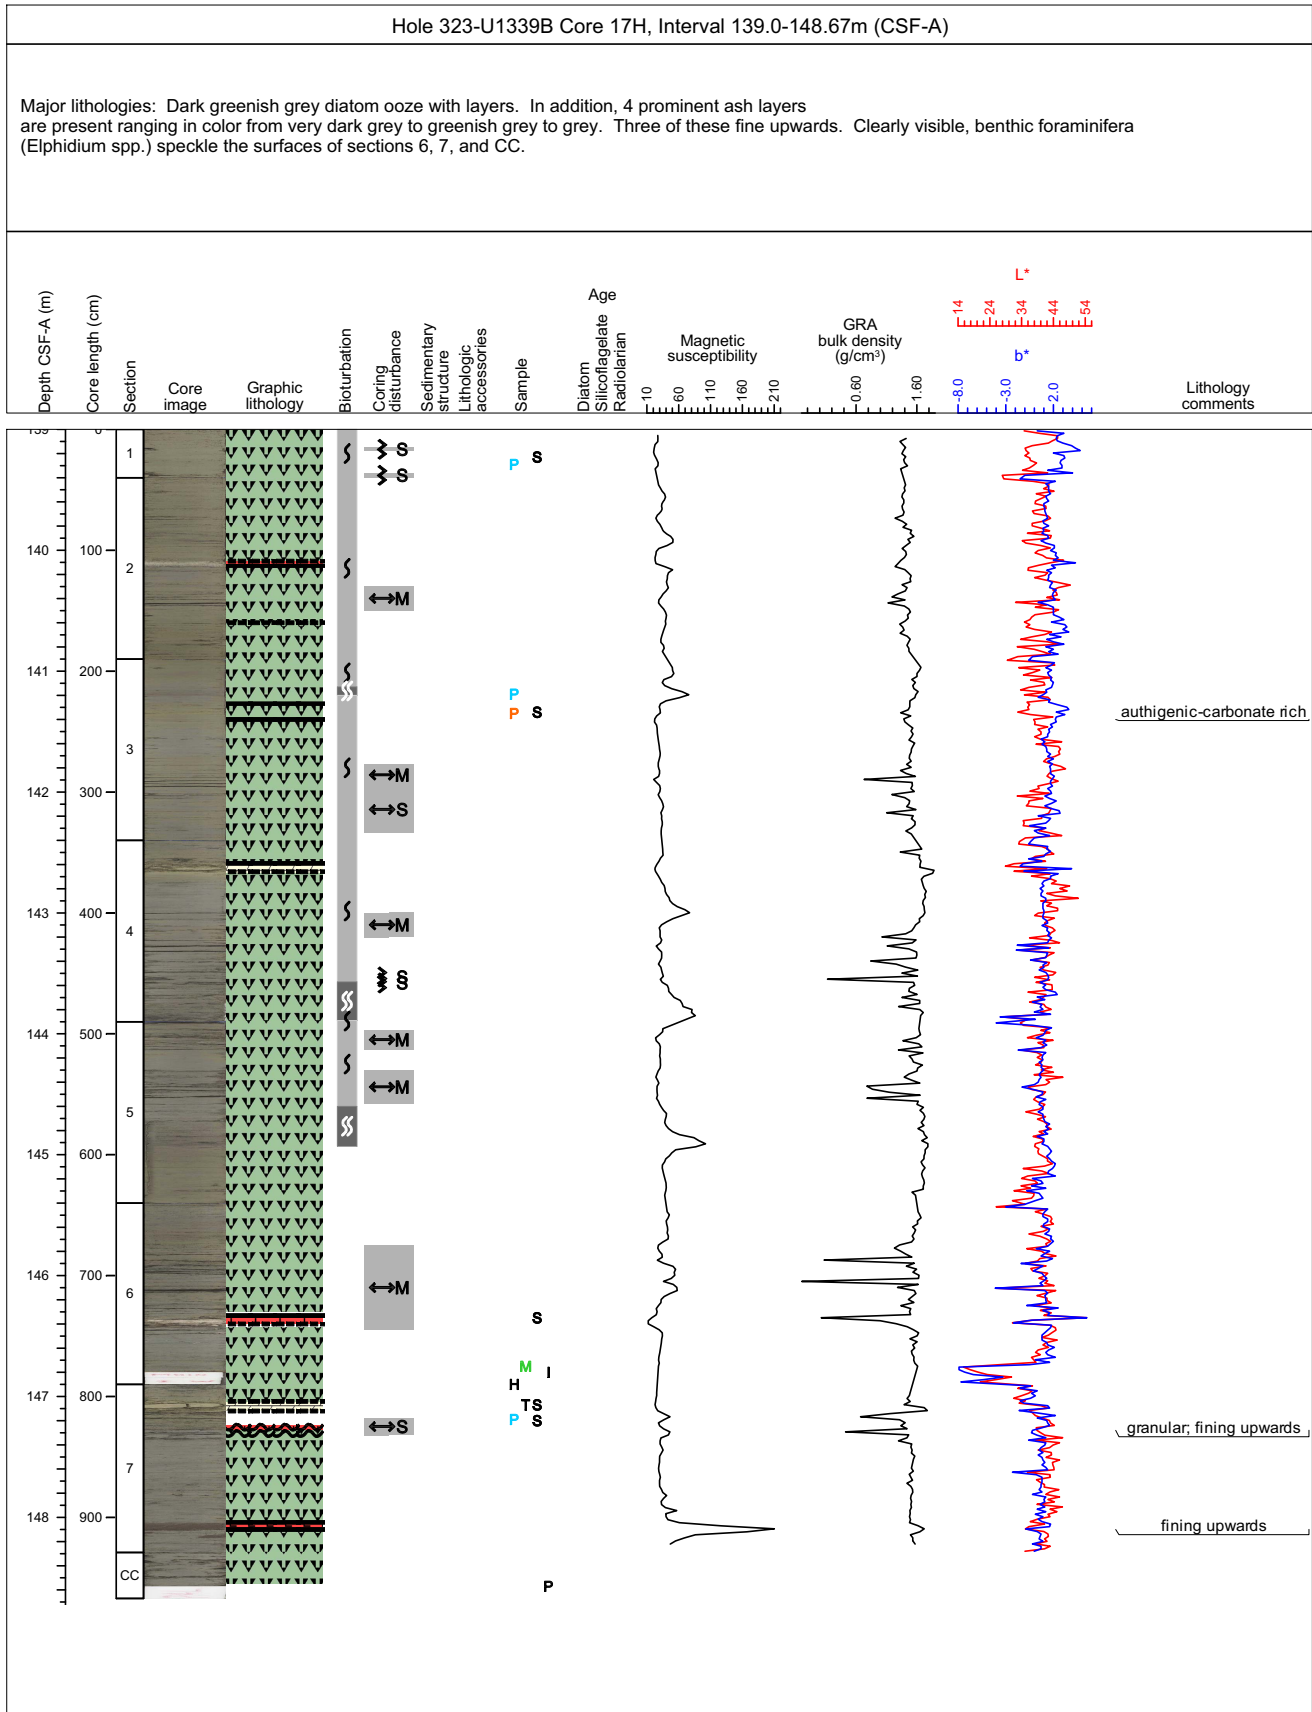 Hole 323-U1339B Core 17H, Interval 139.0-148.67m (CSF-A)
Major lithologies: Dark greenish grey diatom ooze with layers. In addition, 4 prominent ash layers
are present ranging in color from very dark grey to greenish grey to grey. Three of these fine upwards. Clearly visible, benthic foraminifera
(Elphidium spp.) speckle the surfaces of sections 6, 7, and CC.
Depth CSF-A (m)
Core length (cm)
Section
Core
image
Graphic
lithology
Bioturbation
Coring
disturbance
Sedimentary
structure
Lithologic
accessories
Sample
Age
Diatom
Silicoflagelate
Radiolarian
Magnetic
susceptibility
10 60 110 160 210
GRA
bulk density
(g/cm³)
0.60 1.60
L*
14 24 34 44 54
b*
-8.0 -3.0 2.0
Lithology
comments
139 0
1
S
S
P S
140 100
2
M
141 200
P
P S
authigenic-carbonate rich
3
M
142 300
S
143 400
M
4
S
S
144 500
M
M
5
145 600
146 700
M
6
S
M I
H
147 800
T S
P S
S
granular; fining upwards
7
148 900
fining upwards
CC
P